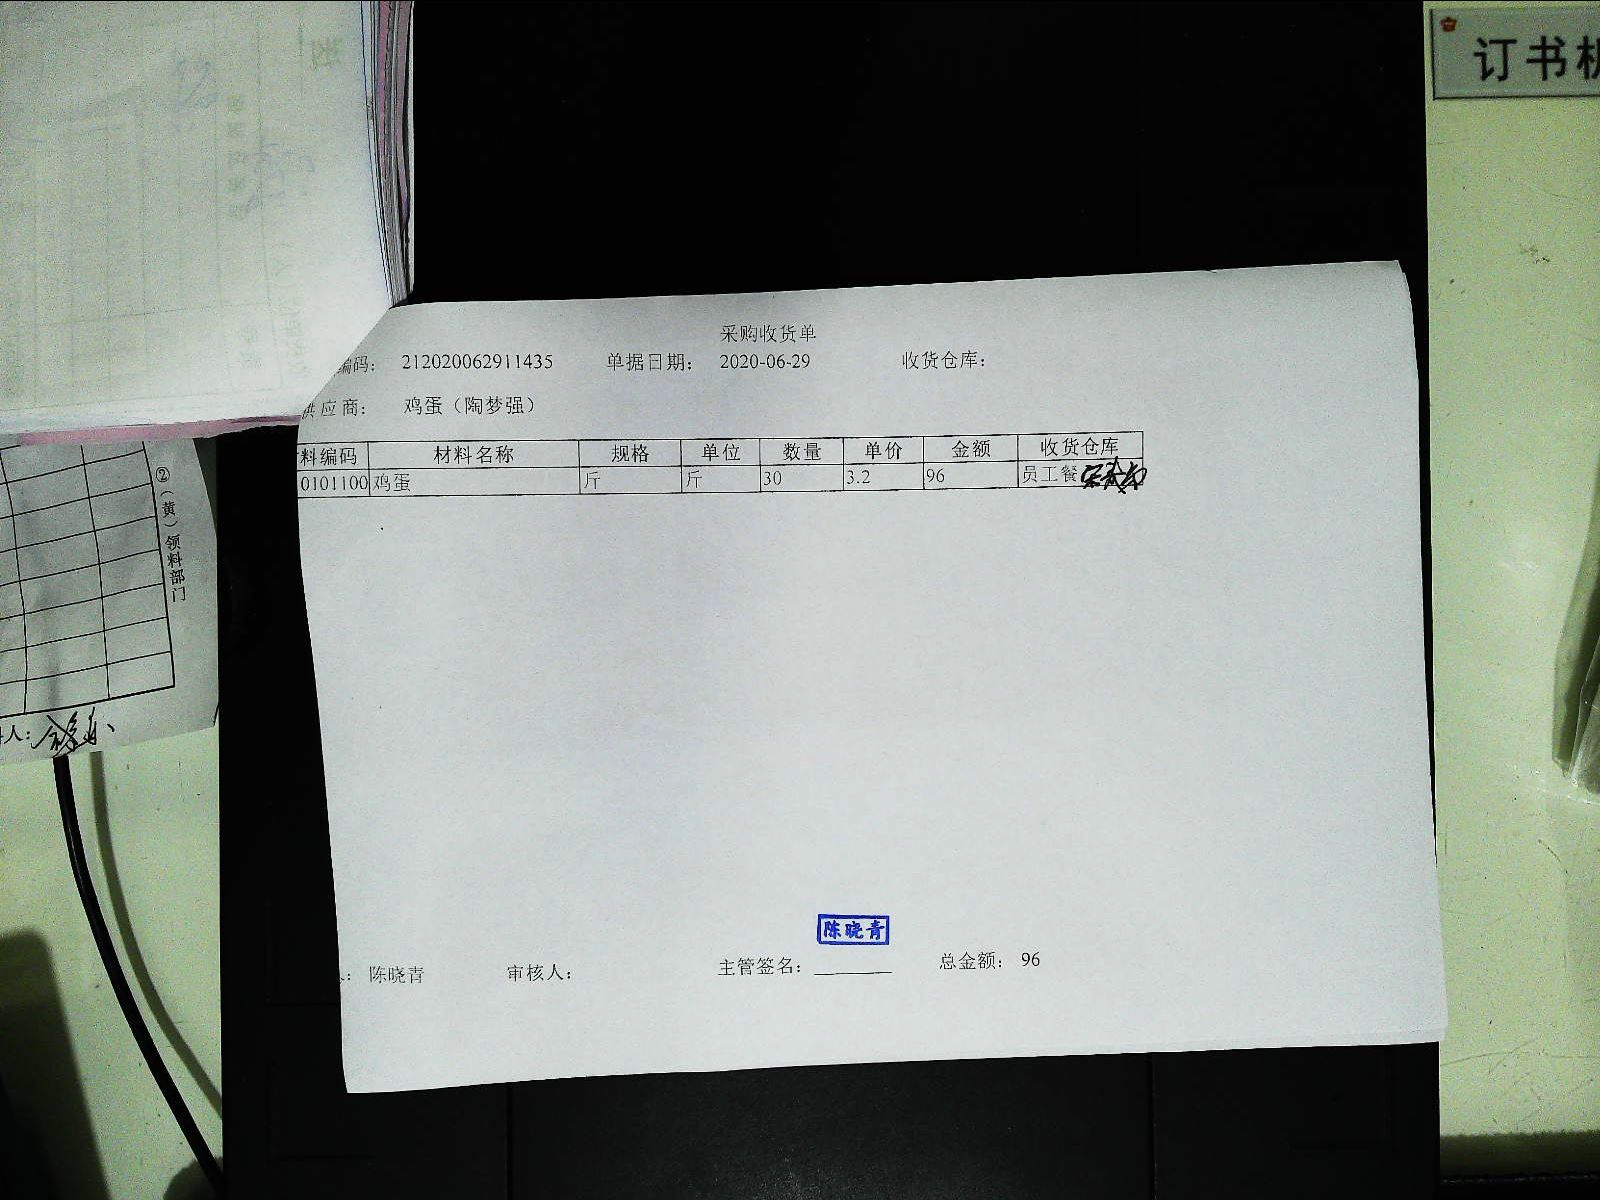 订书机
采购收货单
编码： 212020062911435 单据日期： 2020-06-29 收货仓库：
供应商： 鸡蛋（陶梦强）
料编码 材料名称 规格 单位 数量 单价 金额 收货仓库
0101100 鸡蛋 斤 斤 30 3.2 96 员工餐
②（黄）领料部门
人：
陈晓青
： 陈晓青 审核人： 主管签名： 总金额： 96